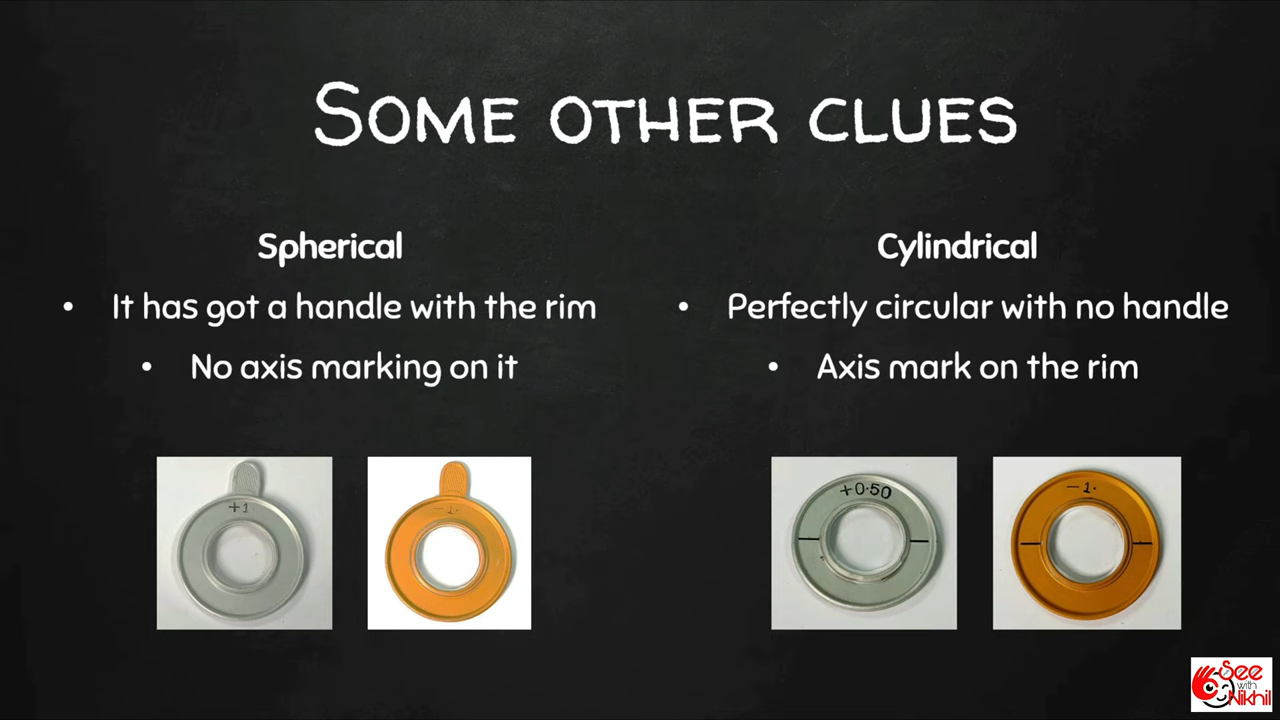 SOME OTHER CLUES
Spherical
• It has got a handle with the rim
• No axis marking on it
Cylindrical
• Perfectly circular with no handle
• Axis mark on the rim
+1
-1.
+0.50
-1.
See
with
Nikhil